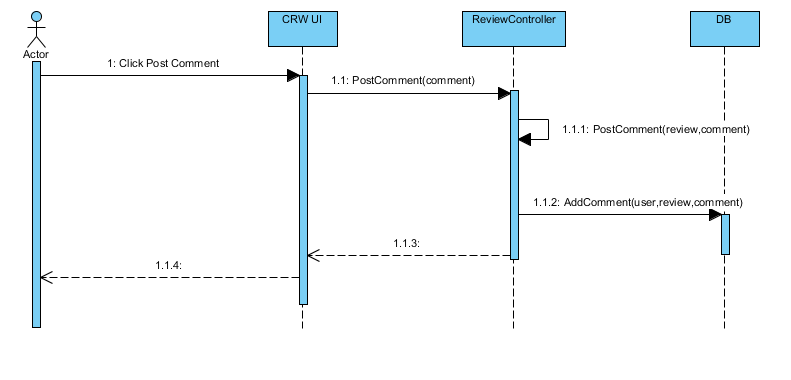 CRW UI
ReviewController
DB
Actor
1: Click Post Comment
1.1: PostComment(comment)
1.1.1: PostComment(review,comment)
1.1.2: AddComment(user,review,comment)
1.1.3:
1.1.4: